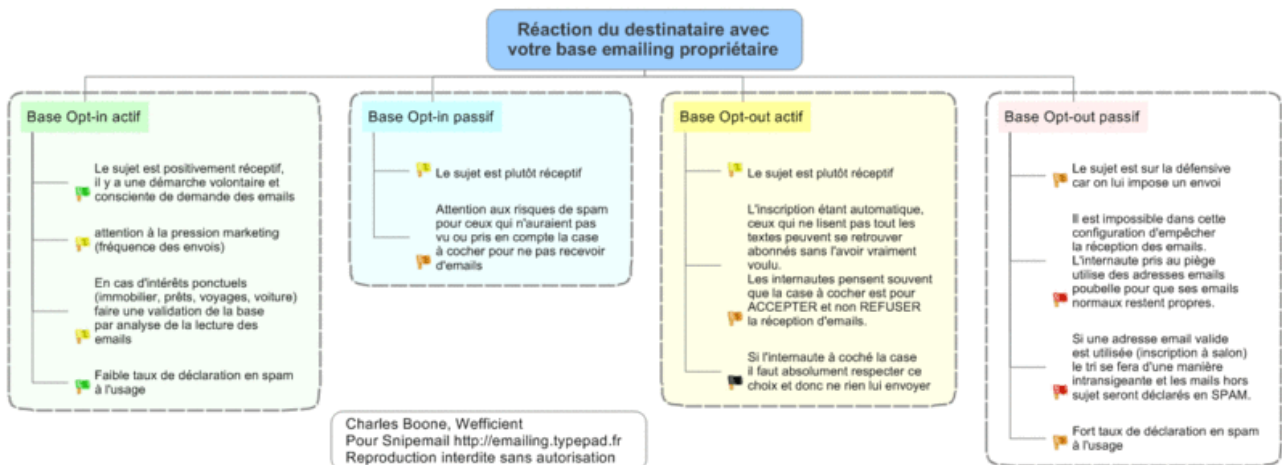 Réaction du destinataire avec
votre base emailing propriétaire
Base Opt-in actif
Le sujet est positivement réceptif,
il y a une démarche volontaire et
consciente de demande des emails
attention à la pression marketing
(fréquence des envois)
En cas d'intérêts ponctuels
(immobilier, prêts, voyages, voiture)
faire une validation de la base
par analyse de la lecture des
emails
Faible taux de déclaration en spam
à l'usage
Base Opt-in passif
Le sujet est plutôt réceptif
Attention aux risques de spam
pour ceux qui n'auraient pas
vu ou pris en compte la case
à cocher pour ne pas recevoir
d'emails
Base Opt-out actif
Le sujet est plutôt réceptif
L'inscription étant automatique,
ceux qui ne lisent pas tout les
textes peuvent se retrouver
abonnés sans l'avoir vraiment
voulu.
Les internautes pensent souvent
que la case à cocher est pour
ACCEPTER et non REFUSER
la réception d'emails.
Si l'internaute à coché la case
il faut absolument respecter ce
choix et donc ne rien lui envoyer
Base Opt-out passif
Le sujet est sur la défensive
car on lui impose un envoi
Il est impossible dans cette
configuration d'empêcher
la réception des emails.
L'internaute pris au piège
utilise des adresses emails
poubelle pour que ses emails
normaux restent propres.
Si une adresse email valide
est utilisée (inscription à salon)
le tri se fera d'une manière
intransigeante et les mails hors
sujet seront déclarés en SPAM.
Fort taux de déclaration en spam
à l'usage
Charles Boone, Wefficient
Pour Snipemail http://emailing.typepad.fr
Reproduction interdite sans autorisation